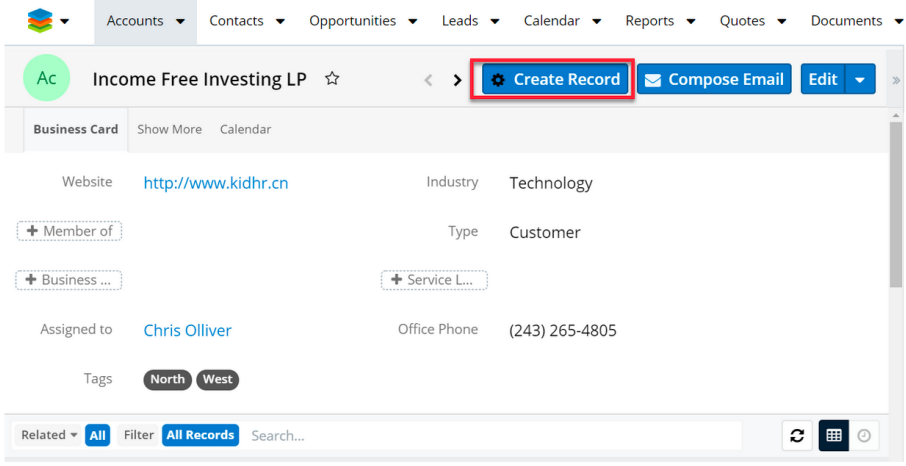 Accounts Contacts Opportunities Leads Calendar Reports Quotes Documents
Ac Income Free Investing LP Create Record Compose Email Edit
Business Card Show More Calendar
Website http://www.kidhr.cn Industry Technology
Member of Type Customer
Business ... Service L...
Assigned to Chris Olliver Office Phone (243) 265-4805
Tags North West
Related All Filter All Records Search...